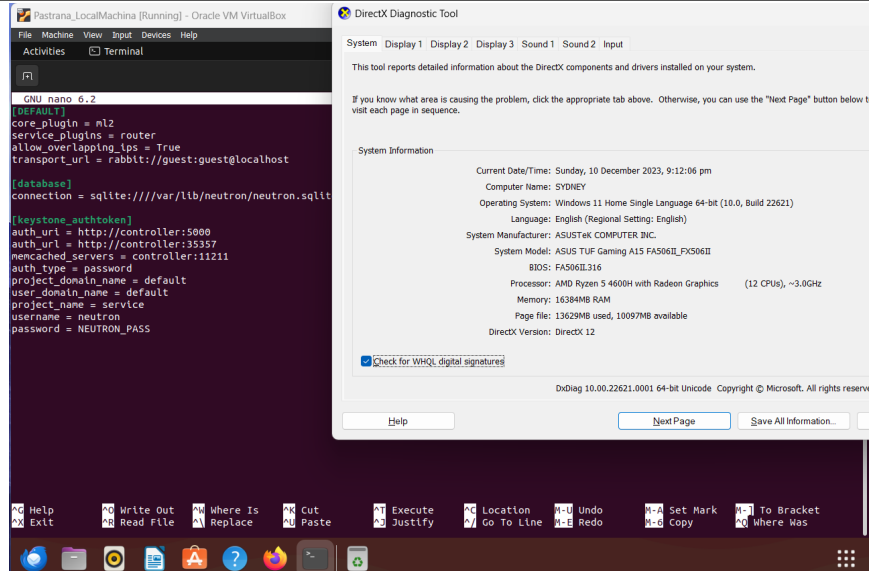 Pastrana_LocalMachina [Running] - Oracle VM VirtualBox
File Machine View Input Devices Help
Activities Terminal
GNU nano 6.2
[DEFAULT]
core_plugin = ml2
service_plugins = router
allow_overlapping_ips = True
transport_url = rabbit://guest:guest@localhost
[database]
connection = sqlite:////var/lib/neutron/neutron.sqlit
[keystone_authtoken]
auth_uri = http://controller:5000
auth_url = http://controller:35357
memcached_servers = controller:11211
auth_type = password
project_domain_name = default
user_domain_name = default
project_name = service
username = neutron
password = NEUTRON_PASS
^G Help ^O Write Out ^W Where Is ^K Cut ^T Execute ^C Location M-U Undo M-A Set Mark M-] To Bracket
^X Exit ^R Read File ^\ Replace ^U Paste ^J Justify ^/ Go To Line M-E Redo M-6 Copy ^Q Where Was
DirectX Diagnostic Tool
System Display 1 Display 2 Display 3 Sound 1 Sound 2 Input
This tool reports detailed information about the DirectX components and drivers installed on your system.
If you know what area is causing the problem, click the appropriate tab above. Otherwise, you can use the "Next Page" button below t
visit each page in sequence.
System Information
Current Date/Time: Sunday, 10 December 2023, 9:12:06 pm
Computer Name: SYDNEY
Operating System: Windows 11 Home Single Language 64-bit (10.0, Build 22621)
Language: English (Regional Setting: English)
System Manufacturer: ASUSTeK COMPUTER INC.
System Model: ASUS TUF Gaming A15 FA506II_FX506II
BIOS: FA506II.316
Processor: AMD Ryzen 5 4600H with Radeon Graphics (12 CPUs), ~3.0GHz
Memory: 16384MB RAM
Page file: 13629MB used, 10097MB available
DirectX Version: DirectX 12
Check for WHQL digital signatures
DxDiag 10.00.22621.0001 64-bit Unicode Copyright © Microsoft. All rights reserve
Help Next Page Save All Information...